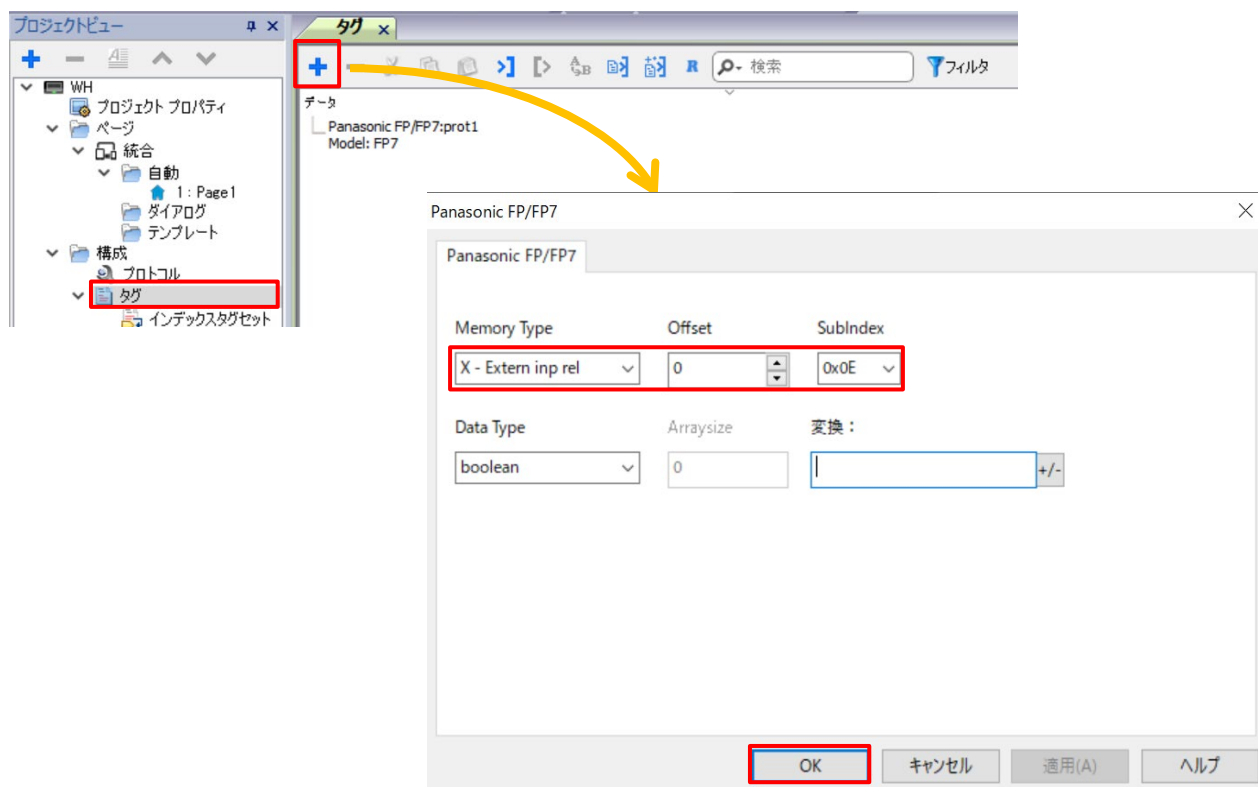 プロジェクトビュー
タグ
検索
フィルタ
WH
プロジェクト プロパティ
ページ
統合
自動
1 : Page1
ダイアログ
テンプレート
構成
プロトコル
タグ
インデックスタグセット
データ
Panasonic FP/FP7:prot1
Model: FP7
Panasonic FP/FP7
Panasonic FP/FP7
Memory Type Offset SubIndex
X - Extern inp rel 0 0x0E
Data Type Arraysize 変換：
boolean 0 +/-
OK キャンセル 適用(A) ヘルプ